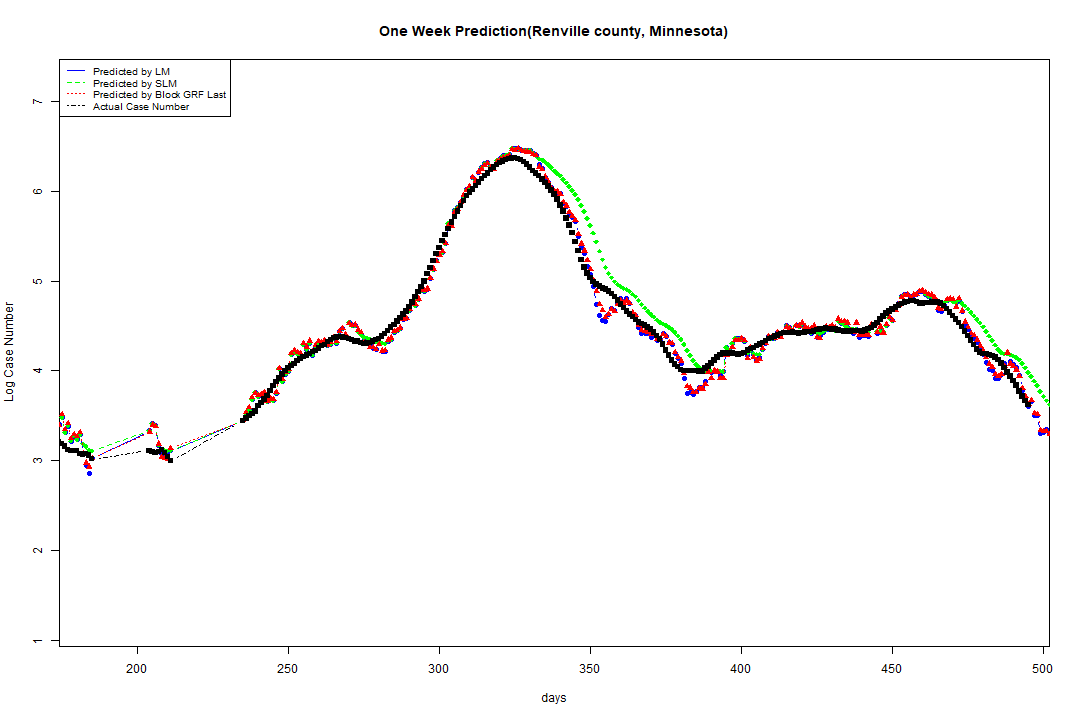 One Week Prediction(Renville county, Minnesota)
Predicted by LM
Predicted by SLM
Predicted by Block GRF Last
Actual Case Number
7
6
5
4
3
2
1
Log Case Number
200 250 300 350 400 450 500
days